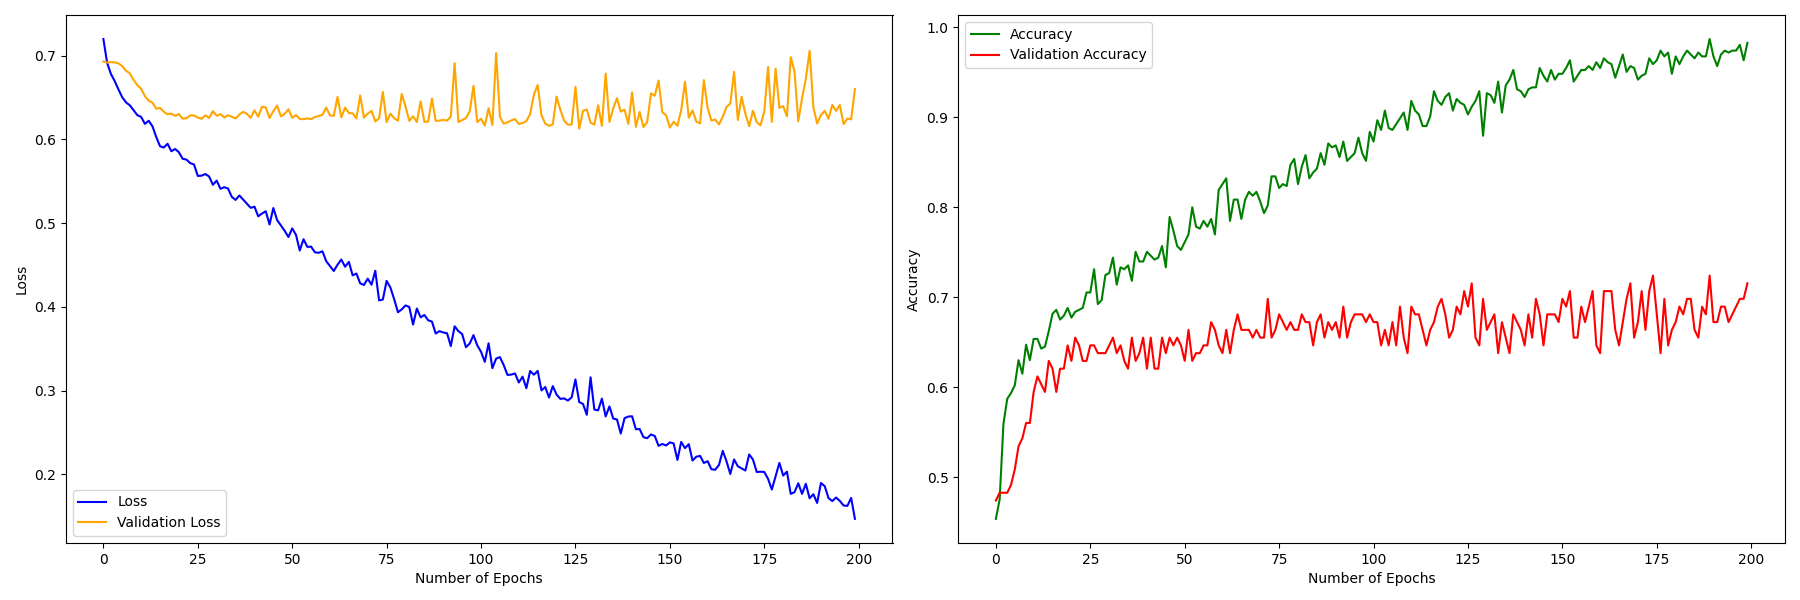 0.7
0.6
0.5
0.4
0.3
0.2
Loss
Loss
Validation Loss
0 25 50 75 100 125 150 175 200
Number of Epochs
1.0
0.9
0.8
0.7
0.6
0.5
Accuracy
Accuracy
Validation Accuracy
0 25 50 75 100 125 150 175 200
Number of Epochs